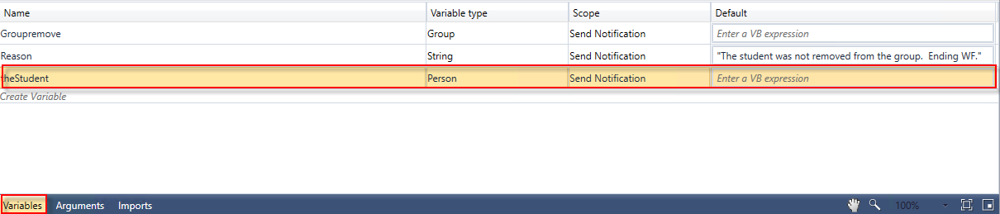 Name Variable type Scope Default
Groupremove Group Send Notification Enter a VB expression
Reason String Send Notification "The student was not removed from the group.  Ending WF."
theStudent Person Send Notification Enter a VB expression
Create Variable
Variables Arguments Imports 100%